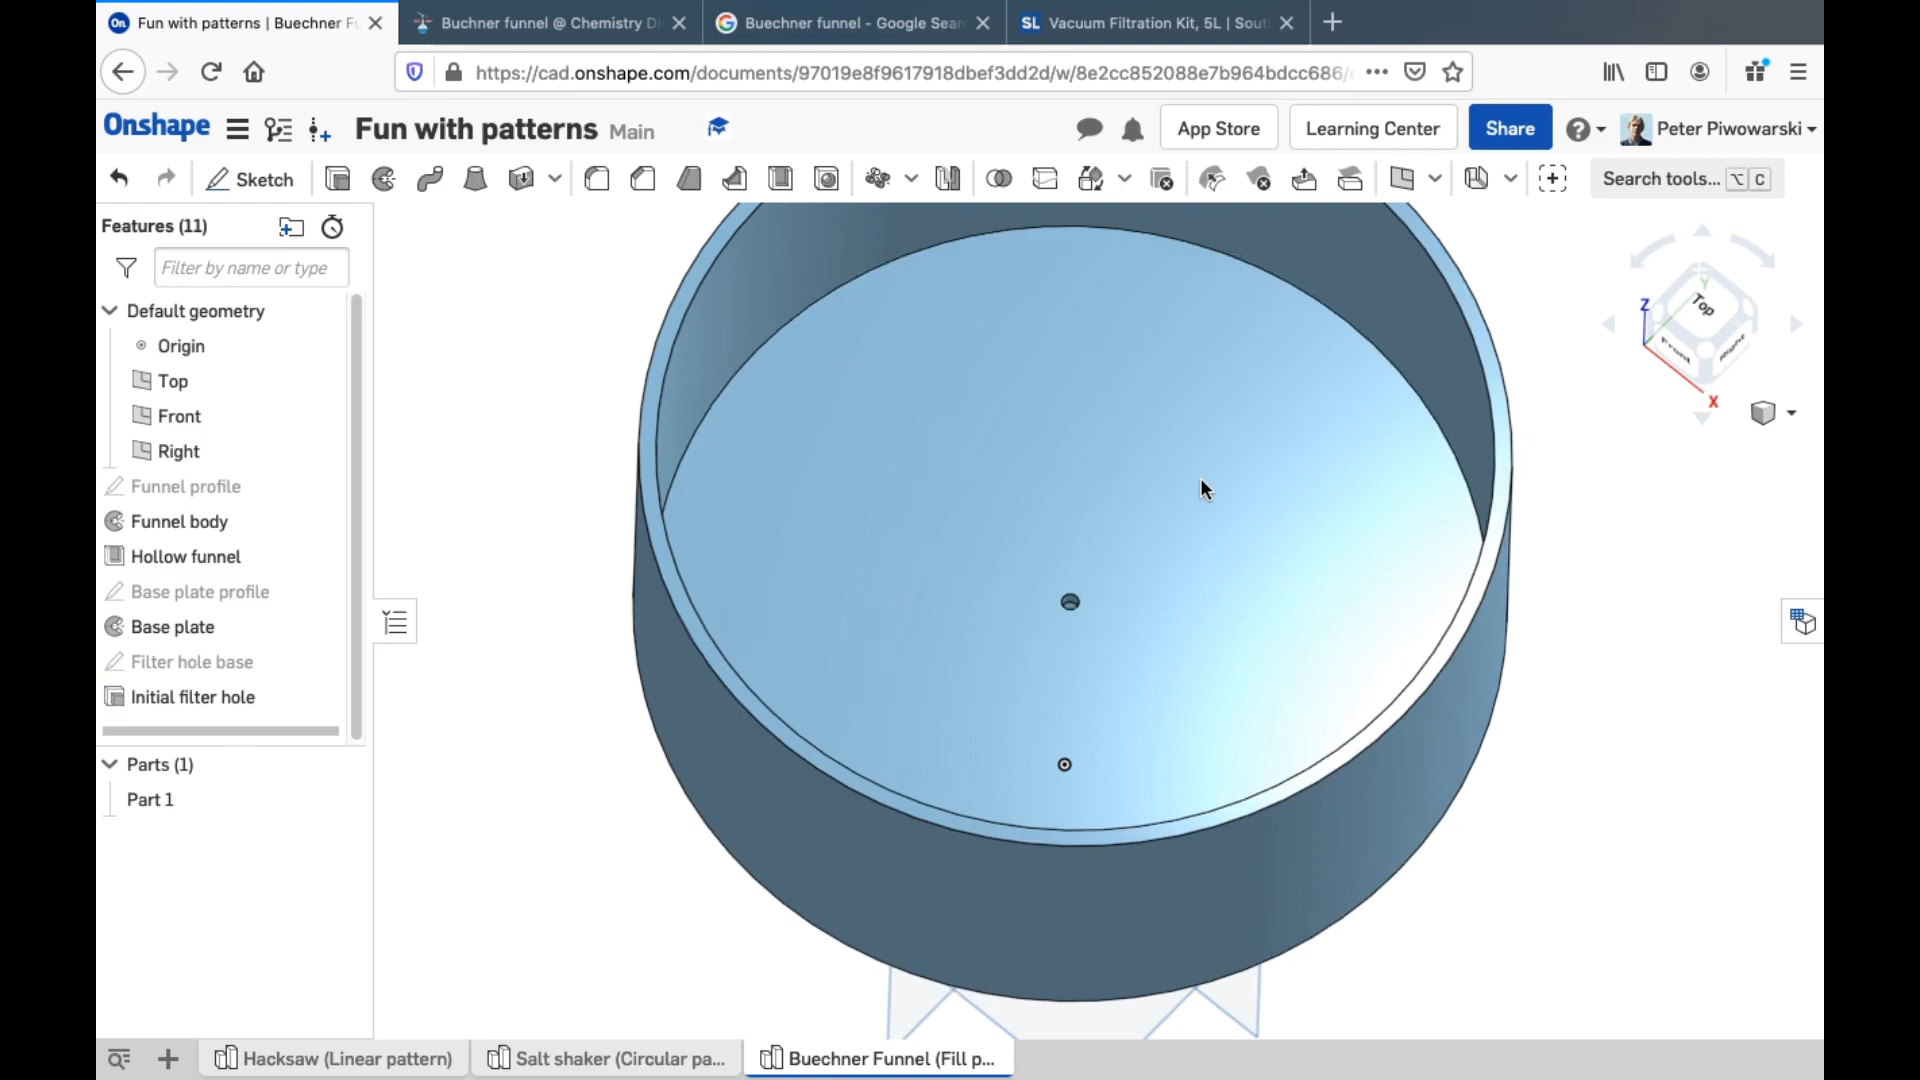 Fun with patterns | Buechner Fu
Buchner funnel @ Chemistry Di
Buechner funnel - Google Sear
SL Vacuum Filtration Kit, 5L | Sout
https://cad.onshape.com/documents/97019e8f9617918dbef3dd2d/w/8e2cc852088e7b964bdcc686/
Onshape Fun with patterns Main App Store Learning Center Share Peter Piwowarski
Sketch Search tools... ⌥ C
Features (11)
Filter by name or type
Default geometry
Origin
Top
Front
Right
Funnel profile
Funnel body
Hollow funnel
Base plate profile
Base plate
Filter hole base
Initial filter hole
Parts (1)
Part 1
Z
Y
Top
Front
Right
X
Hacksaw (Linear pattern) Salt shaker (Circular pa... Buechner Funnel (Fill p...